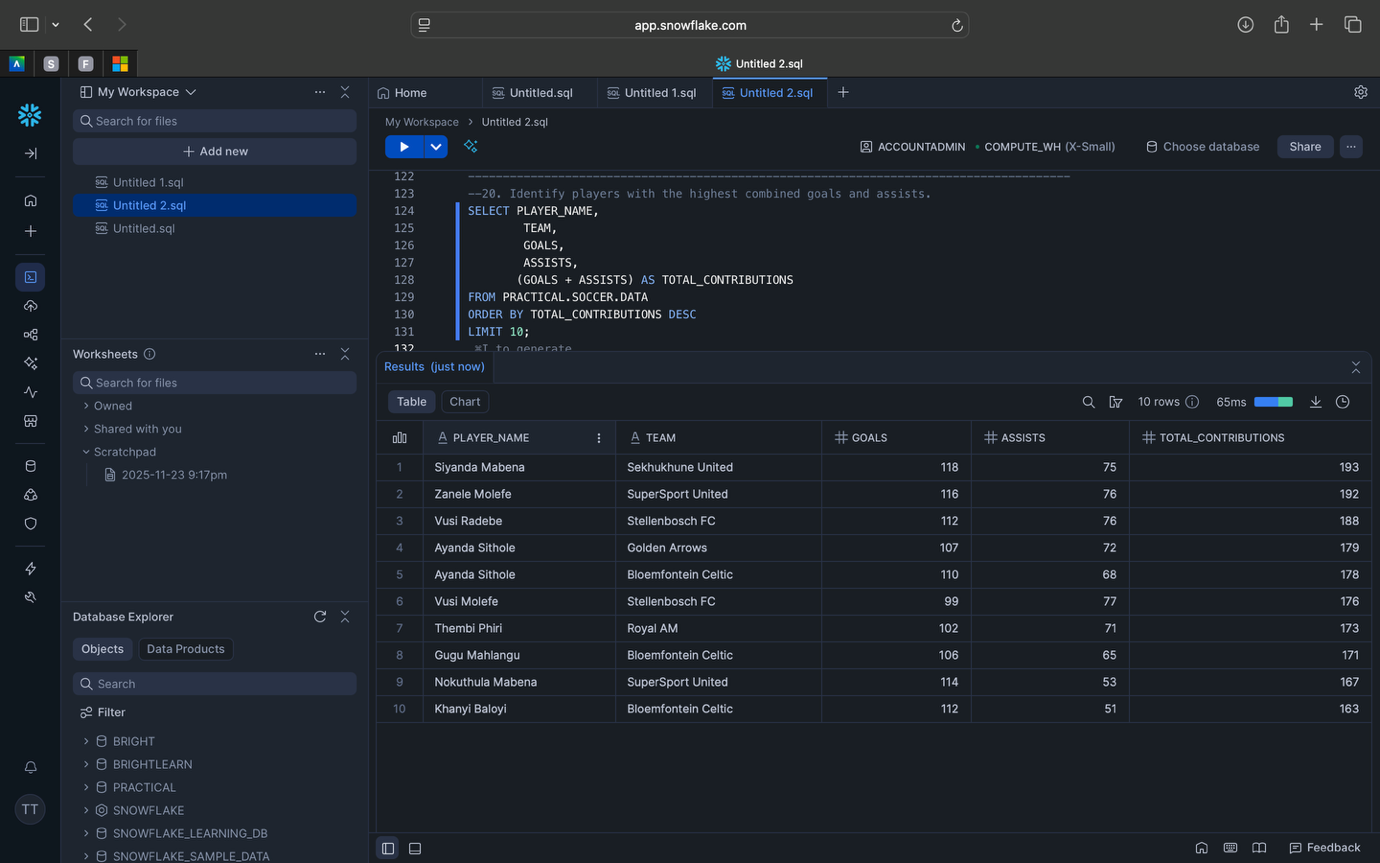 app.snowflake.com
S
F
Untitled 2.sql
My Workspace
Search for files
Add new
Untitled 1.sql
Untitled 2.sql
Untitled.sql
Worksheets
Search for files
Owned
Shared with you
Scratchpad
2025-11-23 9:17pm
Database Explorer
Objects Data Products
Search
Filter
BRIGHT
BRIGHTLEARN
PRACTICAL
SNOWFLAKE
SNOWFLAKE_LEARNING_DB
SNOWFLAKE_SAMPLE_DATA
TT
Home Untitled.sql Untitled 1.sql Untitled 2.sql
My Workspace > Untitled 2.sql
ACCOUNTADMIN • COMPUTE_WH (X-Small) Choose database Share
122 ---------------------------------------------------------------------------------------
123 --20. Identify players with the highest combined goals and assists.
124 SELECT PLAYER_NAME,
125 TEAM,
126 GOALS,
127 ASSISTS,
128 (GOALS + ASSISTS) AS TOTAL_CONTRIBUTIONS
129 FROM PRACTICAL.SOCCER.DATA
130 ORDER BY TOTAL_CONTRIBUTIONS DESC
131 LIMIT 10;
132 ⌘I to generate
Results (just now)
Table Chart 10 rows 65ms
PLAYER_NAME TEAM GOALS ASSISTS TOTAL_CONTRIBUTIONS
1 Siyanda Mabena Sekhukhune United 118 75 193
2 Zanele Molefe SuperSport United 116 76 192
3 Vusi Radebe Stellenbosch FC 112 76 188
4 Ayanda Sithole Golden Arrows 107 72 179
5 Ayanda Sithole Bloemfontein Celtic 110 68 178
6 Vusi Molefe Stellenbosch FC 99 77 176
7 Thembi Phiri Royal AM 102 71 173
8 Gugu Mahlangu Bloemfontein Celtic 106 65 171
9 Nokuthula Mabena SuperSport United 114 53 167
10 Khanyi Baloyi Bloemfontein Celtic 112 51 163
Feedback